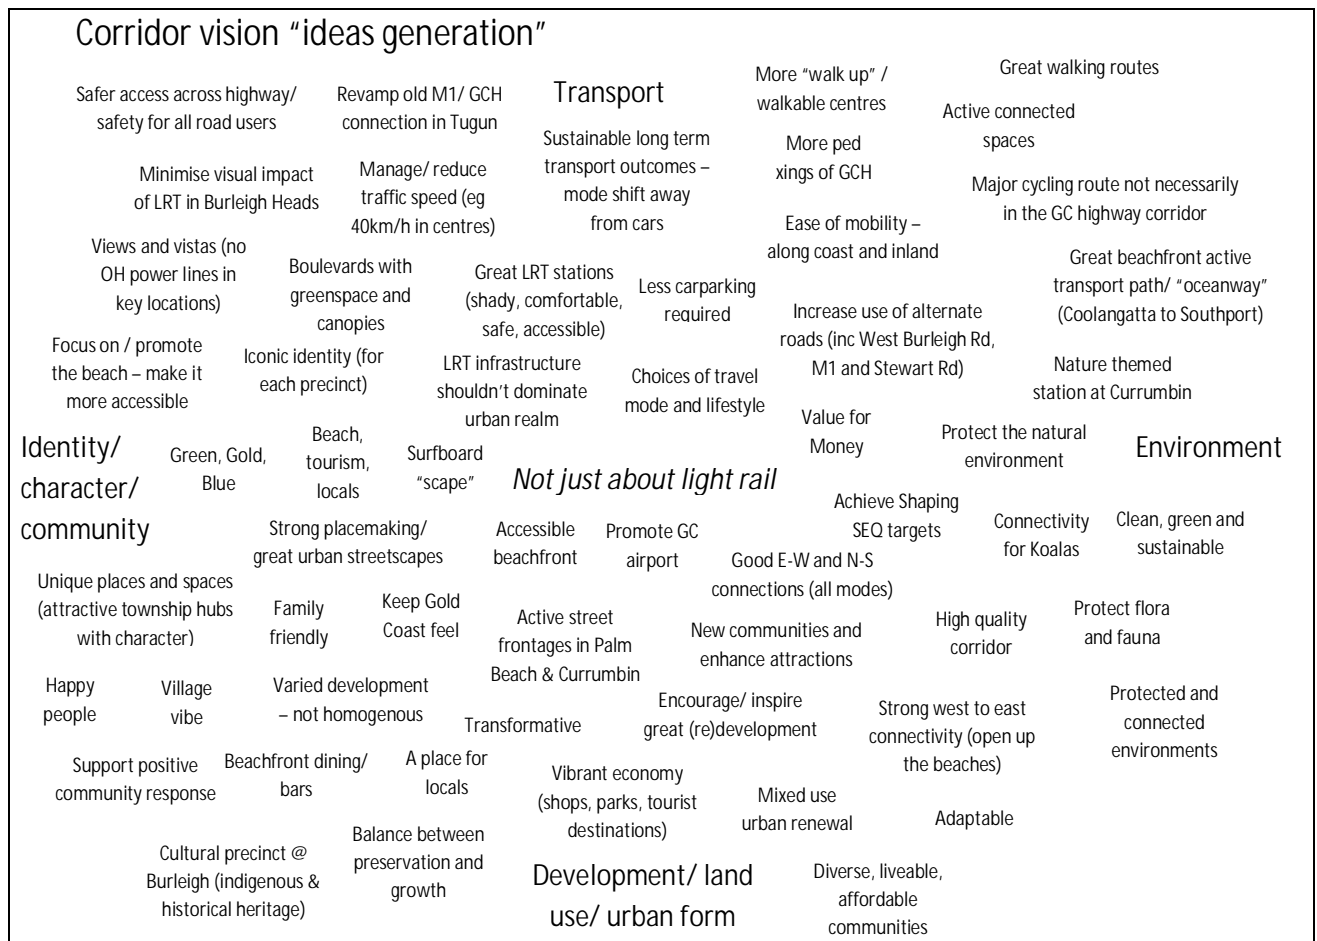 Corridor vision “ideas generation”
Safer access across highway/
safety for all road users
Revamp old M1/ GCH
connection in Tugun
Transport
More “walk up” /
walkable centres
Great walking routes
Active connected
spaces
Sustainable long term
transport outcomes –
mode shift away
from cars
More ped
xings of GCH
Minimise visual impact
of LRT in Burleigh Heads
Manage/ reduce
traffic speed (eg
40km/h in centres)
Major cycling route not necessarily
in the GC highway corridor
Ease of mobility –
along coast and inland
Views and vistas (no
OH power lines in
key locations)
Boulevards with
greenspace and
canopies
Great LRT stations
(shady, comfortable,
safe, accessible)
Less carparking
required
Great beachfront active
transport path/ “oceanway”
(Coolangatta to Southport)
Increase use of alternate
roads (inc West Burleigh Rd,
M1 and Stewart Rd)
Focus on / promote
the beach – make it
more accessible
Iconic identity (for
each precinct)
LRT infrastructure
shouldn’t dominate
urban realm
Choices of travel
mode and lifestyle
Nature themed
station at Currumbin
Value for
Money
Identity/
character/
community
Green, Gold,
Blue
Beach,
tourism,
locals
Surfboard
“scape”
Not just about light rail
Protect the natural
environment
Environment
Achieve Shaping
SEQ targets
Connectivity
for Koalas
Clean, green and
sustainable
Strong placemaking/
great urban streetscapes
Accessible
beachfront
Promote GC
airport
Good E-W and N-S
connections (all modes)
Unique places and spaces
(attractive township hubs
with character)
Family
friendly
Keep Gold
Coast feel
Active street
frontages in Palm
Beach & Currumbin
New communities and
enhance attractions
High quality
corridor
Protect flora
and fauna
Happy
people
Village
vibe
Varied development
– not homogenous
Transformative
Encourage/ inspire
great (re)development
Strong west to east
connectivity (open up
the beaches)
Protected and
connected
environments
Support positive
community response
Beachfront dining/
bars
A place for
locals
Vibrant economy
(shops, parks, tourist
destinations)
Mixed use
urban renewal
Adaptable
Cultural precinct @
Burleigh (indigenous &
historical heritage)
Balance between
preservation and
growth
Development/ land
use/ urban form
Diverse, liveable,
affordable
communities